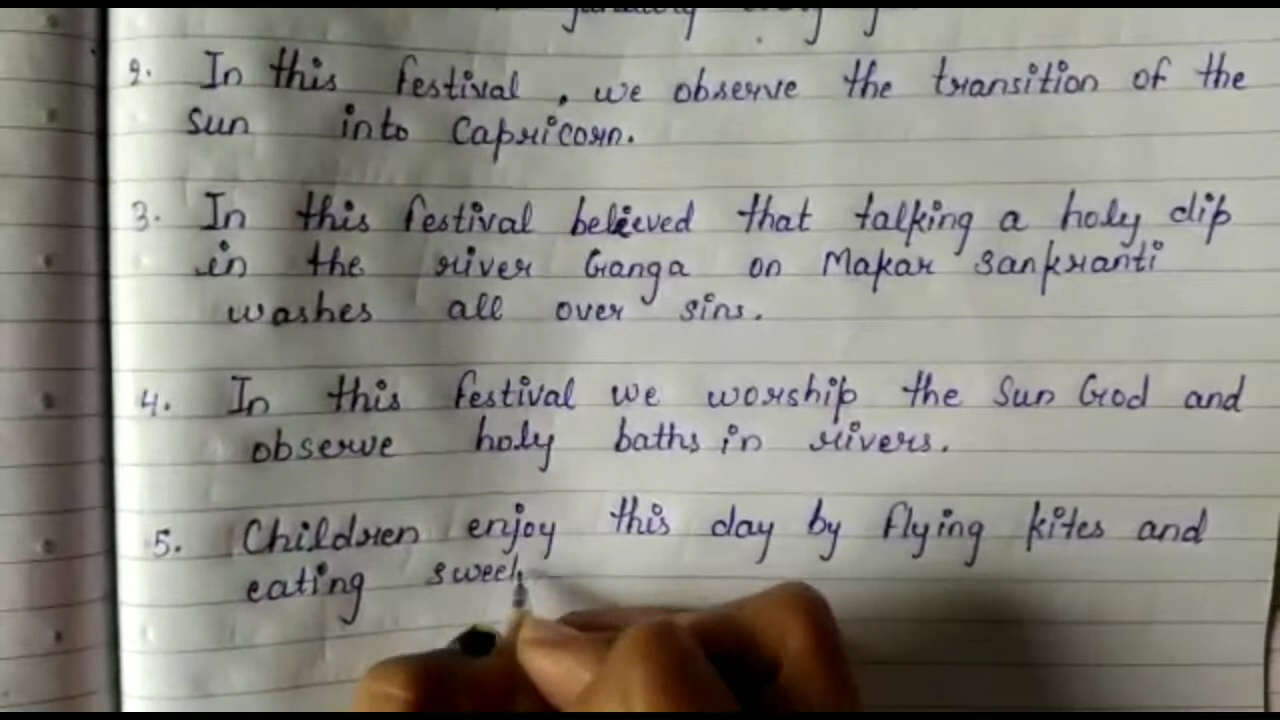 2. In this festival, we observe the transition of the
sun into Capricorn.
3. In this festival believed that talking a holy dip
in the river Ganga on Makar Sankranti
washes all over sins.
4. In this festival we worship the Sun God and
observe holy baths in rivers.
5. Children enjoy this day by flying kites and
eating sweet